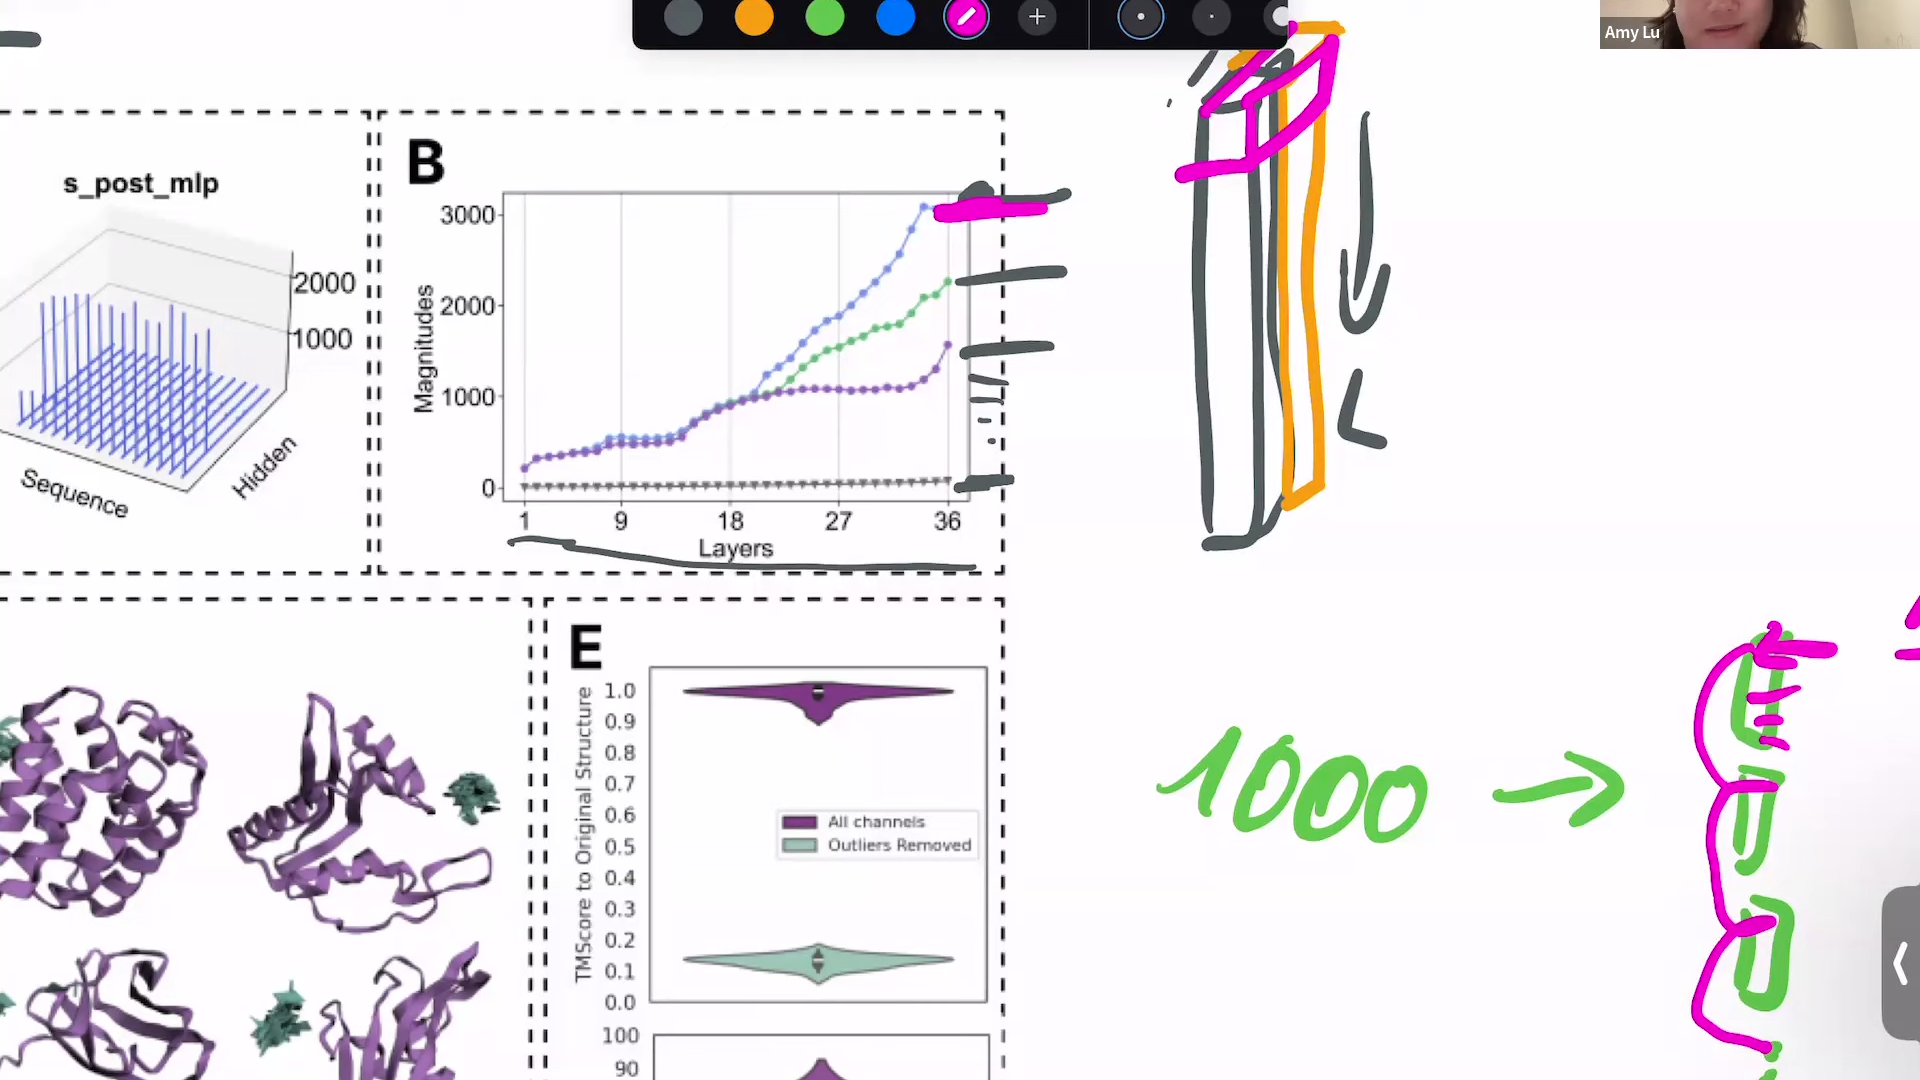 Amy Lu
s_post_mlp
2000
1000
Sequence
Hidden
B
3000
2000
1000
0
Magnitudes
1
9
18
27
36
Layers
L
E
1.0
0.9
0.8
0.7
0.6
0.5
0.4
0.3
0.2
0.1
0.0
TMScore to Original Structure
All channels
Outliers Removed
100
90
1000 →